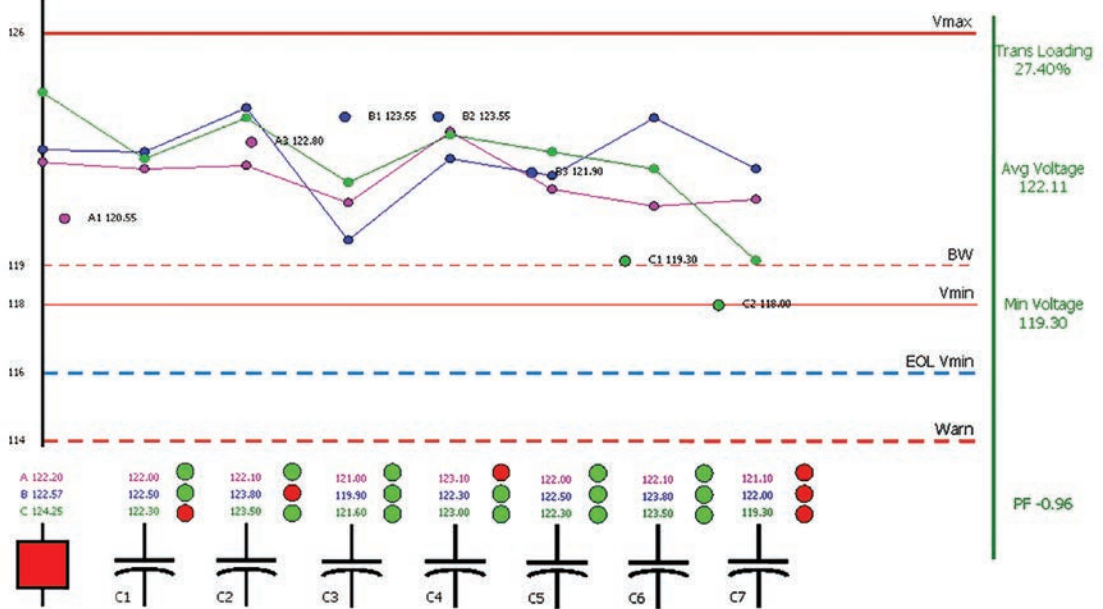 126
Vmax
Trans Loading
27.40%
B1 123.55
B2 123.55
A3 122.80
B3 121.90
Avg Voltage
122.11
A1 120.55
119
C1 119.30
BW
118
C2 118.00
Vmin
Min Voltage
119.30
116
EOL Vmin
114
Warn
A 122.20 122.00 122.10 121.00 123.10 122.00 122.10 121.10
B 122.57 122.50 123.80 119.90 122.30 122.50 123.80 122.00
C 124.25 122.30 123.50 121.60 123.00 122.30 123.50 119.30
PF -0.96
C1 C2 C3 C4 C5 C6 C7